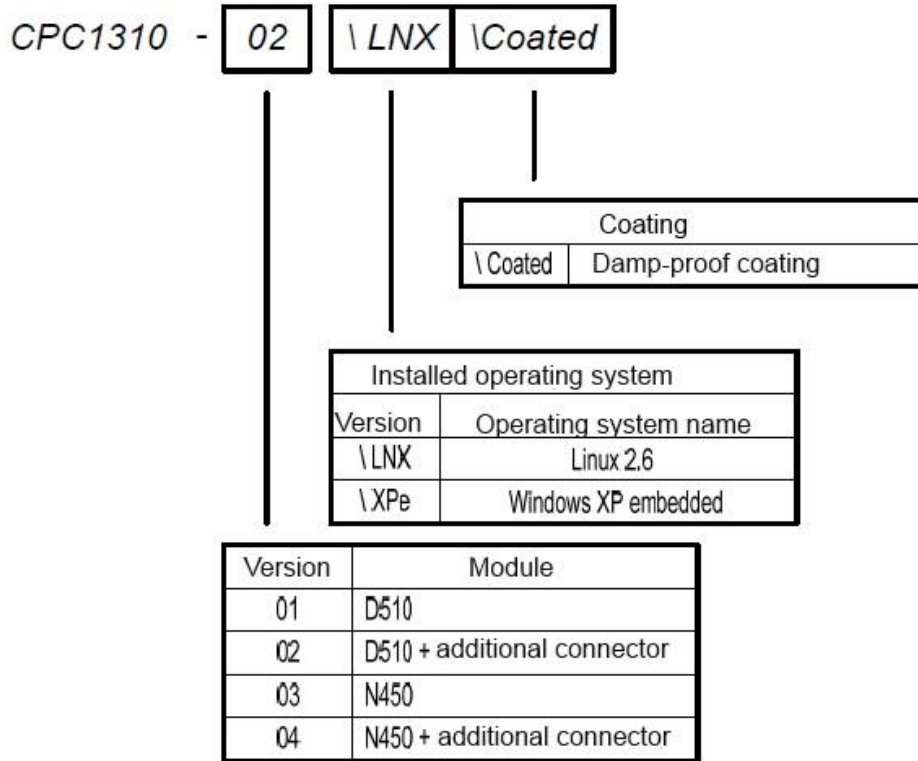 CPC1310 - 02 \ LNX \Coated
Coating
\ Coated Damp-proof coating
Installed operating system
Version Operating system name
\ LNX Linux 2.6
\ XPe Windows XP embedded
Version Module
01 D510
02 D510 + additional connector
03 N450
04 N450 + additional connector